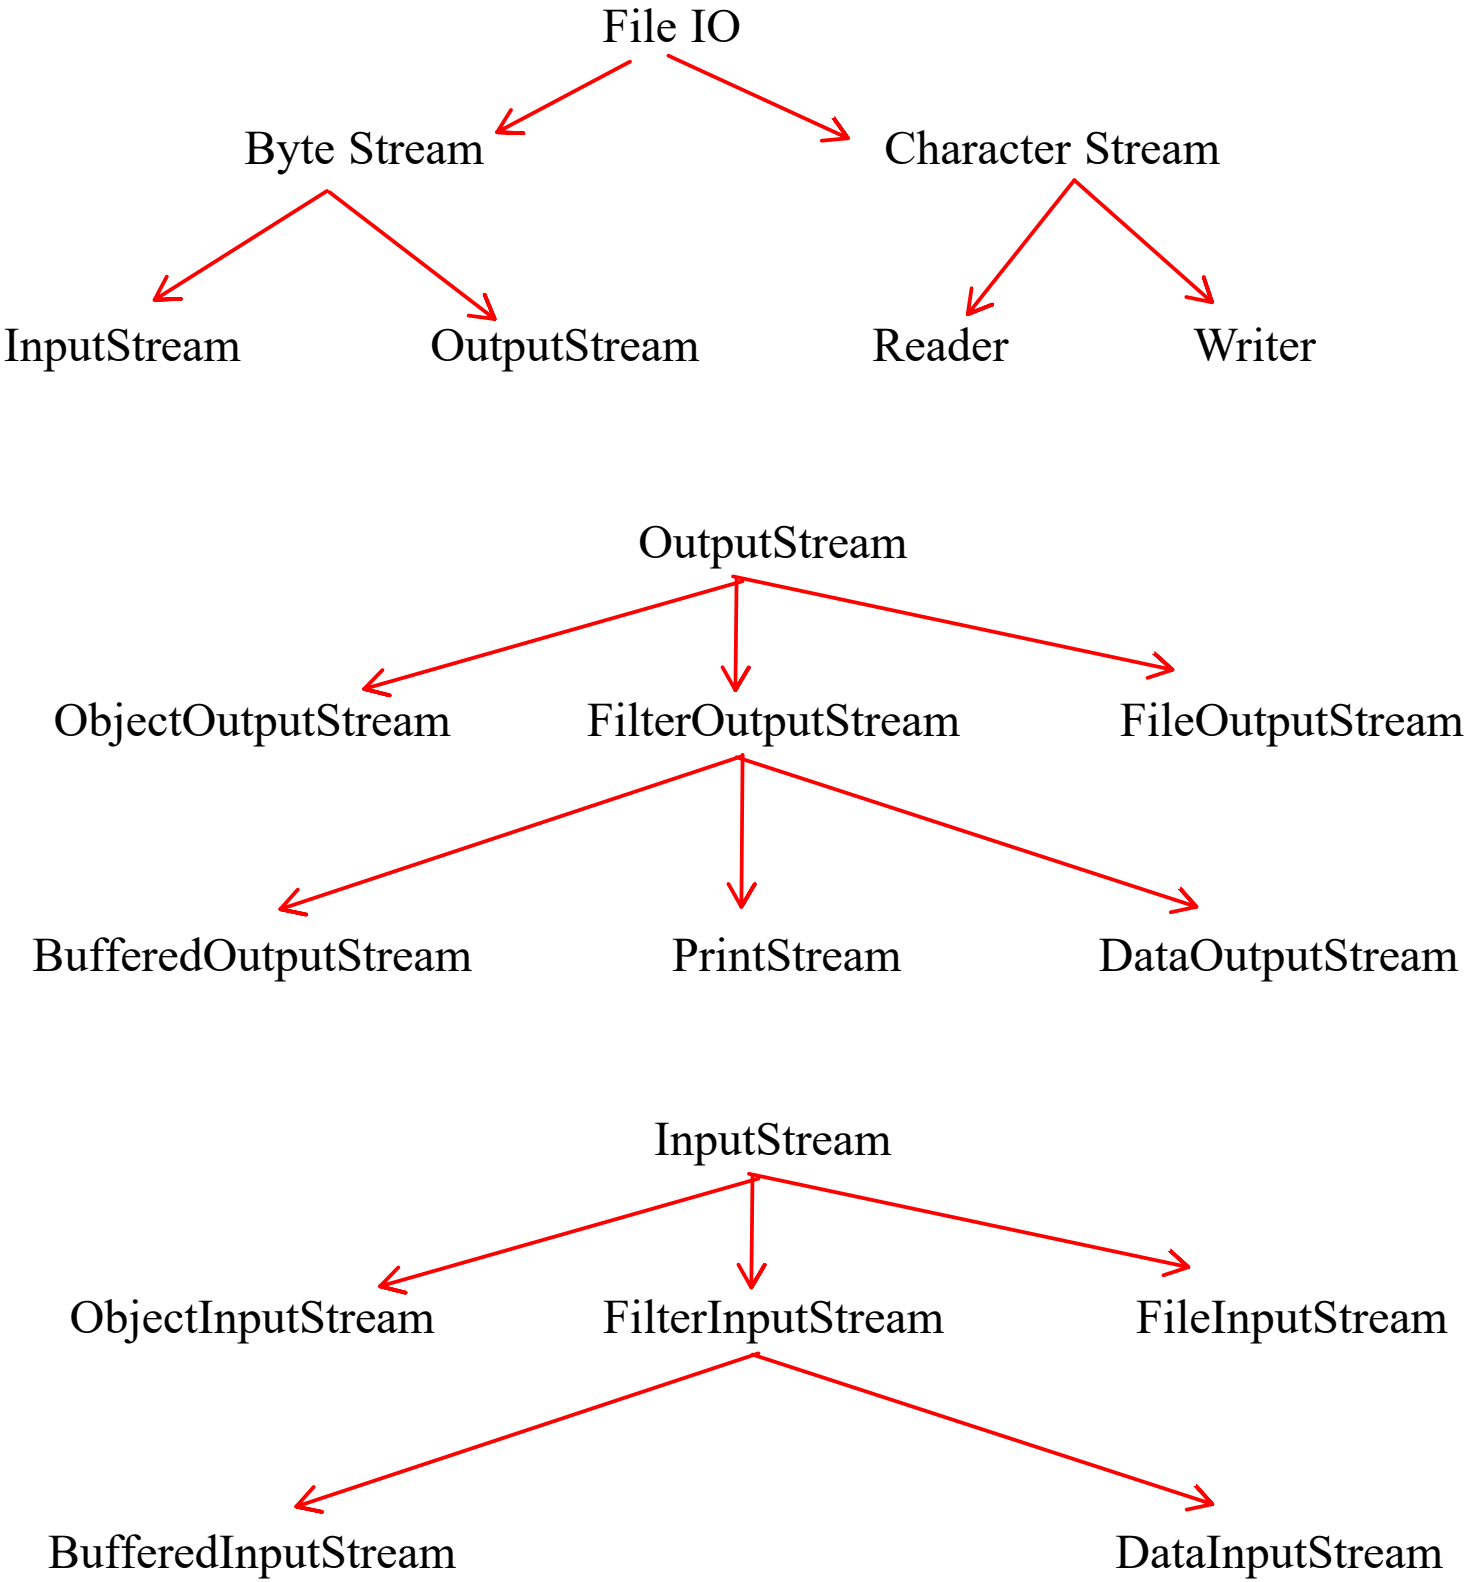 File IO
Byte Stream Character Stream
InputStream OutputStream Reader Writer
OutputStream
ObjectOutputStream FilterOutputStream FileOutputStream
BufferedOutputStream PrintStream DataOutputStream
InputStream
ObjectInputStream FilterInputStream FileInputStream
BufferedInputStream DataInputStream